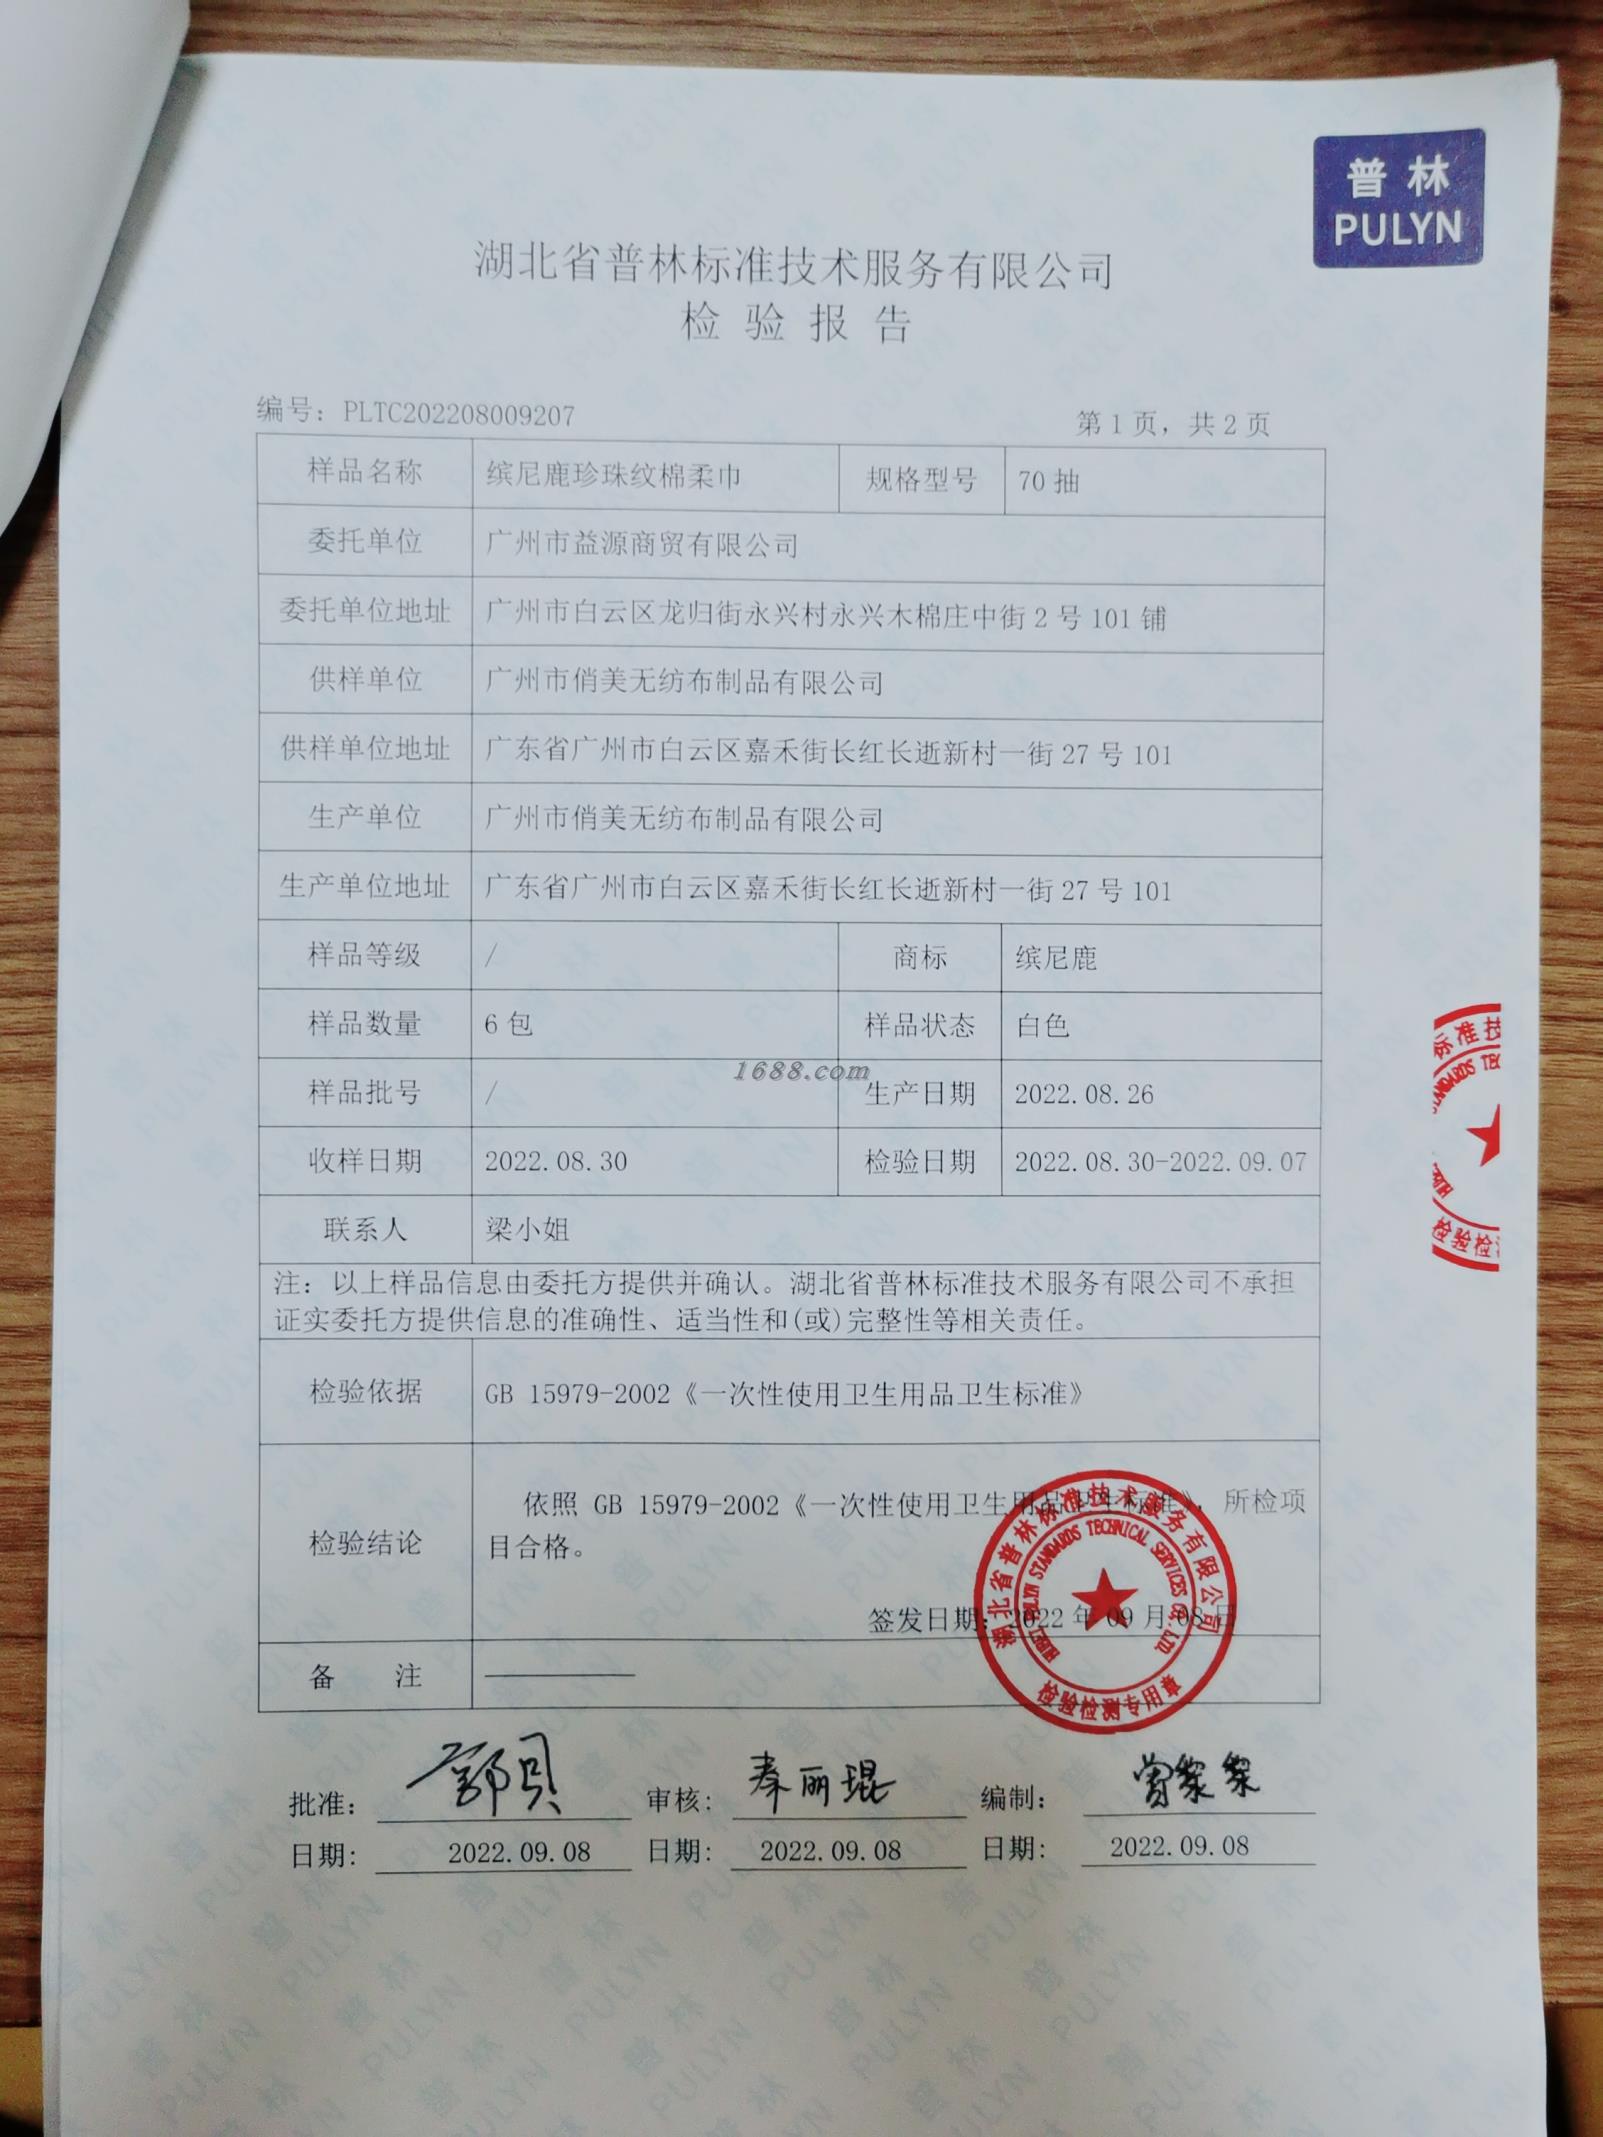 普林
PULYN
湖北省普林标准技术服务有限公司
检验报告
编号：PLTC202208009207
第1页，共2页
样品名称 缤尼鹿珍珠纹棉柔巾 规格型号 70抽
委托单位 广州市益源商贸有限公司
委托单位地址 广州市白云区龙归街永兴村永兴木棉庄中街2号101铺
供样单位 广州市俏美无纺布制品有限公司
供样单位地址 广东省广州市白云区嘉禾街长红长逝新村一街27号101
生产单位 广州市俏美无纺布制品有限公司
生产单位地址 广东省广州市白云区嘉禾街长红长逝新村一街27号101
样品等级 / 商标 缤尼鹿
样品数量 6包 样品状态 白色
1688.com
样品批号 / 生产日期 2022.08.26
收样日期 2022.08.30 检验日期 2022.08.30-2022.09.07
联系人 梁小姐
注：以上样品信息由委托方提供并确认。湖北省普林标准技术服务有限公司不承担
证实委托方提供信息的准确性、适当性和(或)完整性等相关责任。
检验依据 GB 15979-2002《一次性使用卫生用品卫生标准》
检验结论 依照 GB 15979-2002《一次性使用卫生用品卫生标准》，所检项
目合格。
签发日期：2022年09月08日
湖北省普林标准技术服务有限公司
HUBEI PULYN STANDARDS TECHNICAL SERVICES Co.,Ltd.
检验检测专用章
备 注
批准： 郭贝 审核： 秦丽琨 编制：
日期： 2022.09.08 日期： 2022.09.08 日期： 2022.09.08